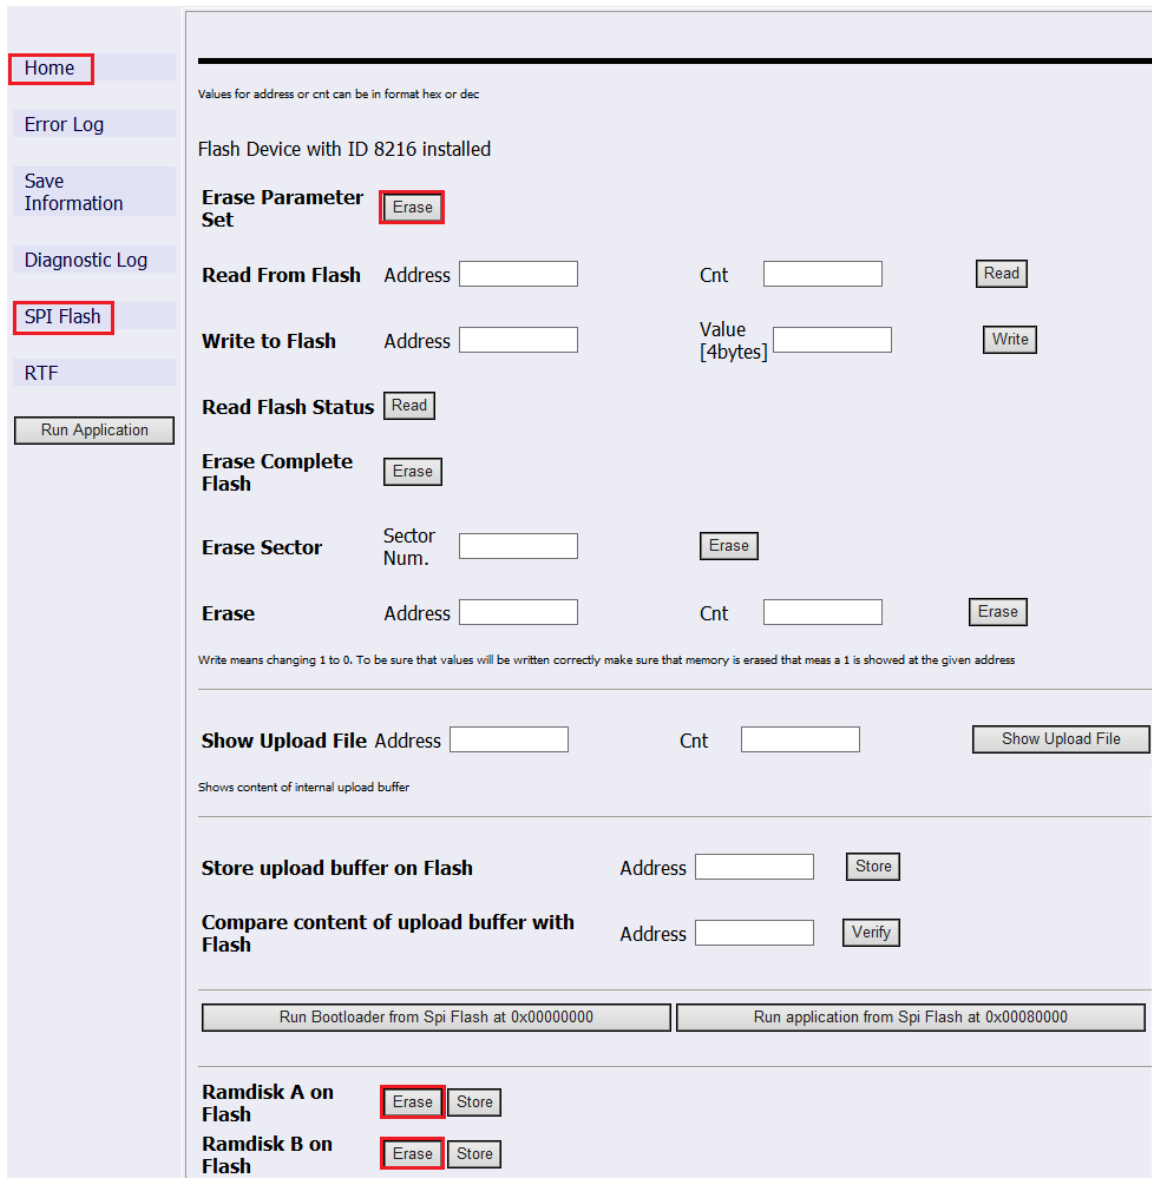 Home
Error Log
Save
Information
Diagnostic Log
SPI Flash
RTF
Run Application
Values for address or cnt can be in format hex or dec
Flash Device with ID 8216 installed
Erase Parameter
Set
Erase
Read From Flash Address Cnt Read
Write to Flash Address Value
[4bytes] Write
Read Flash Status Read
Erase Complete
Flash
Erase
Erase Sector Sector
Num. Erase
Erase Address Cnt Erase
Write means changing 1 to 0. To be sure that values will be written correctly make sure that memory is erased that meas a 1 is showed at the given address
Show Upload File Address Cnt Show Upload File
Shows content of internal upload buffer
Store upload buffer on Flash Address Store
Compare content of upload buffer with
Flash
Address Verify
Run Bootloader from Spi Flash at 0x00000000 Run application from Spi Flash at 0x00080000
Ramdisk A on
Flash
Erase Store
Ramdisk B on
Flash
Erase Store